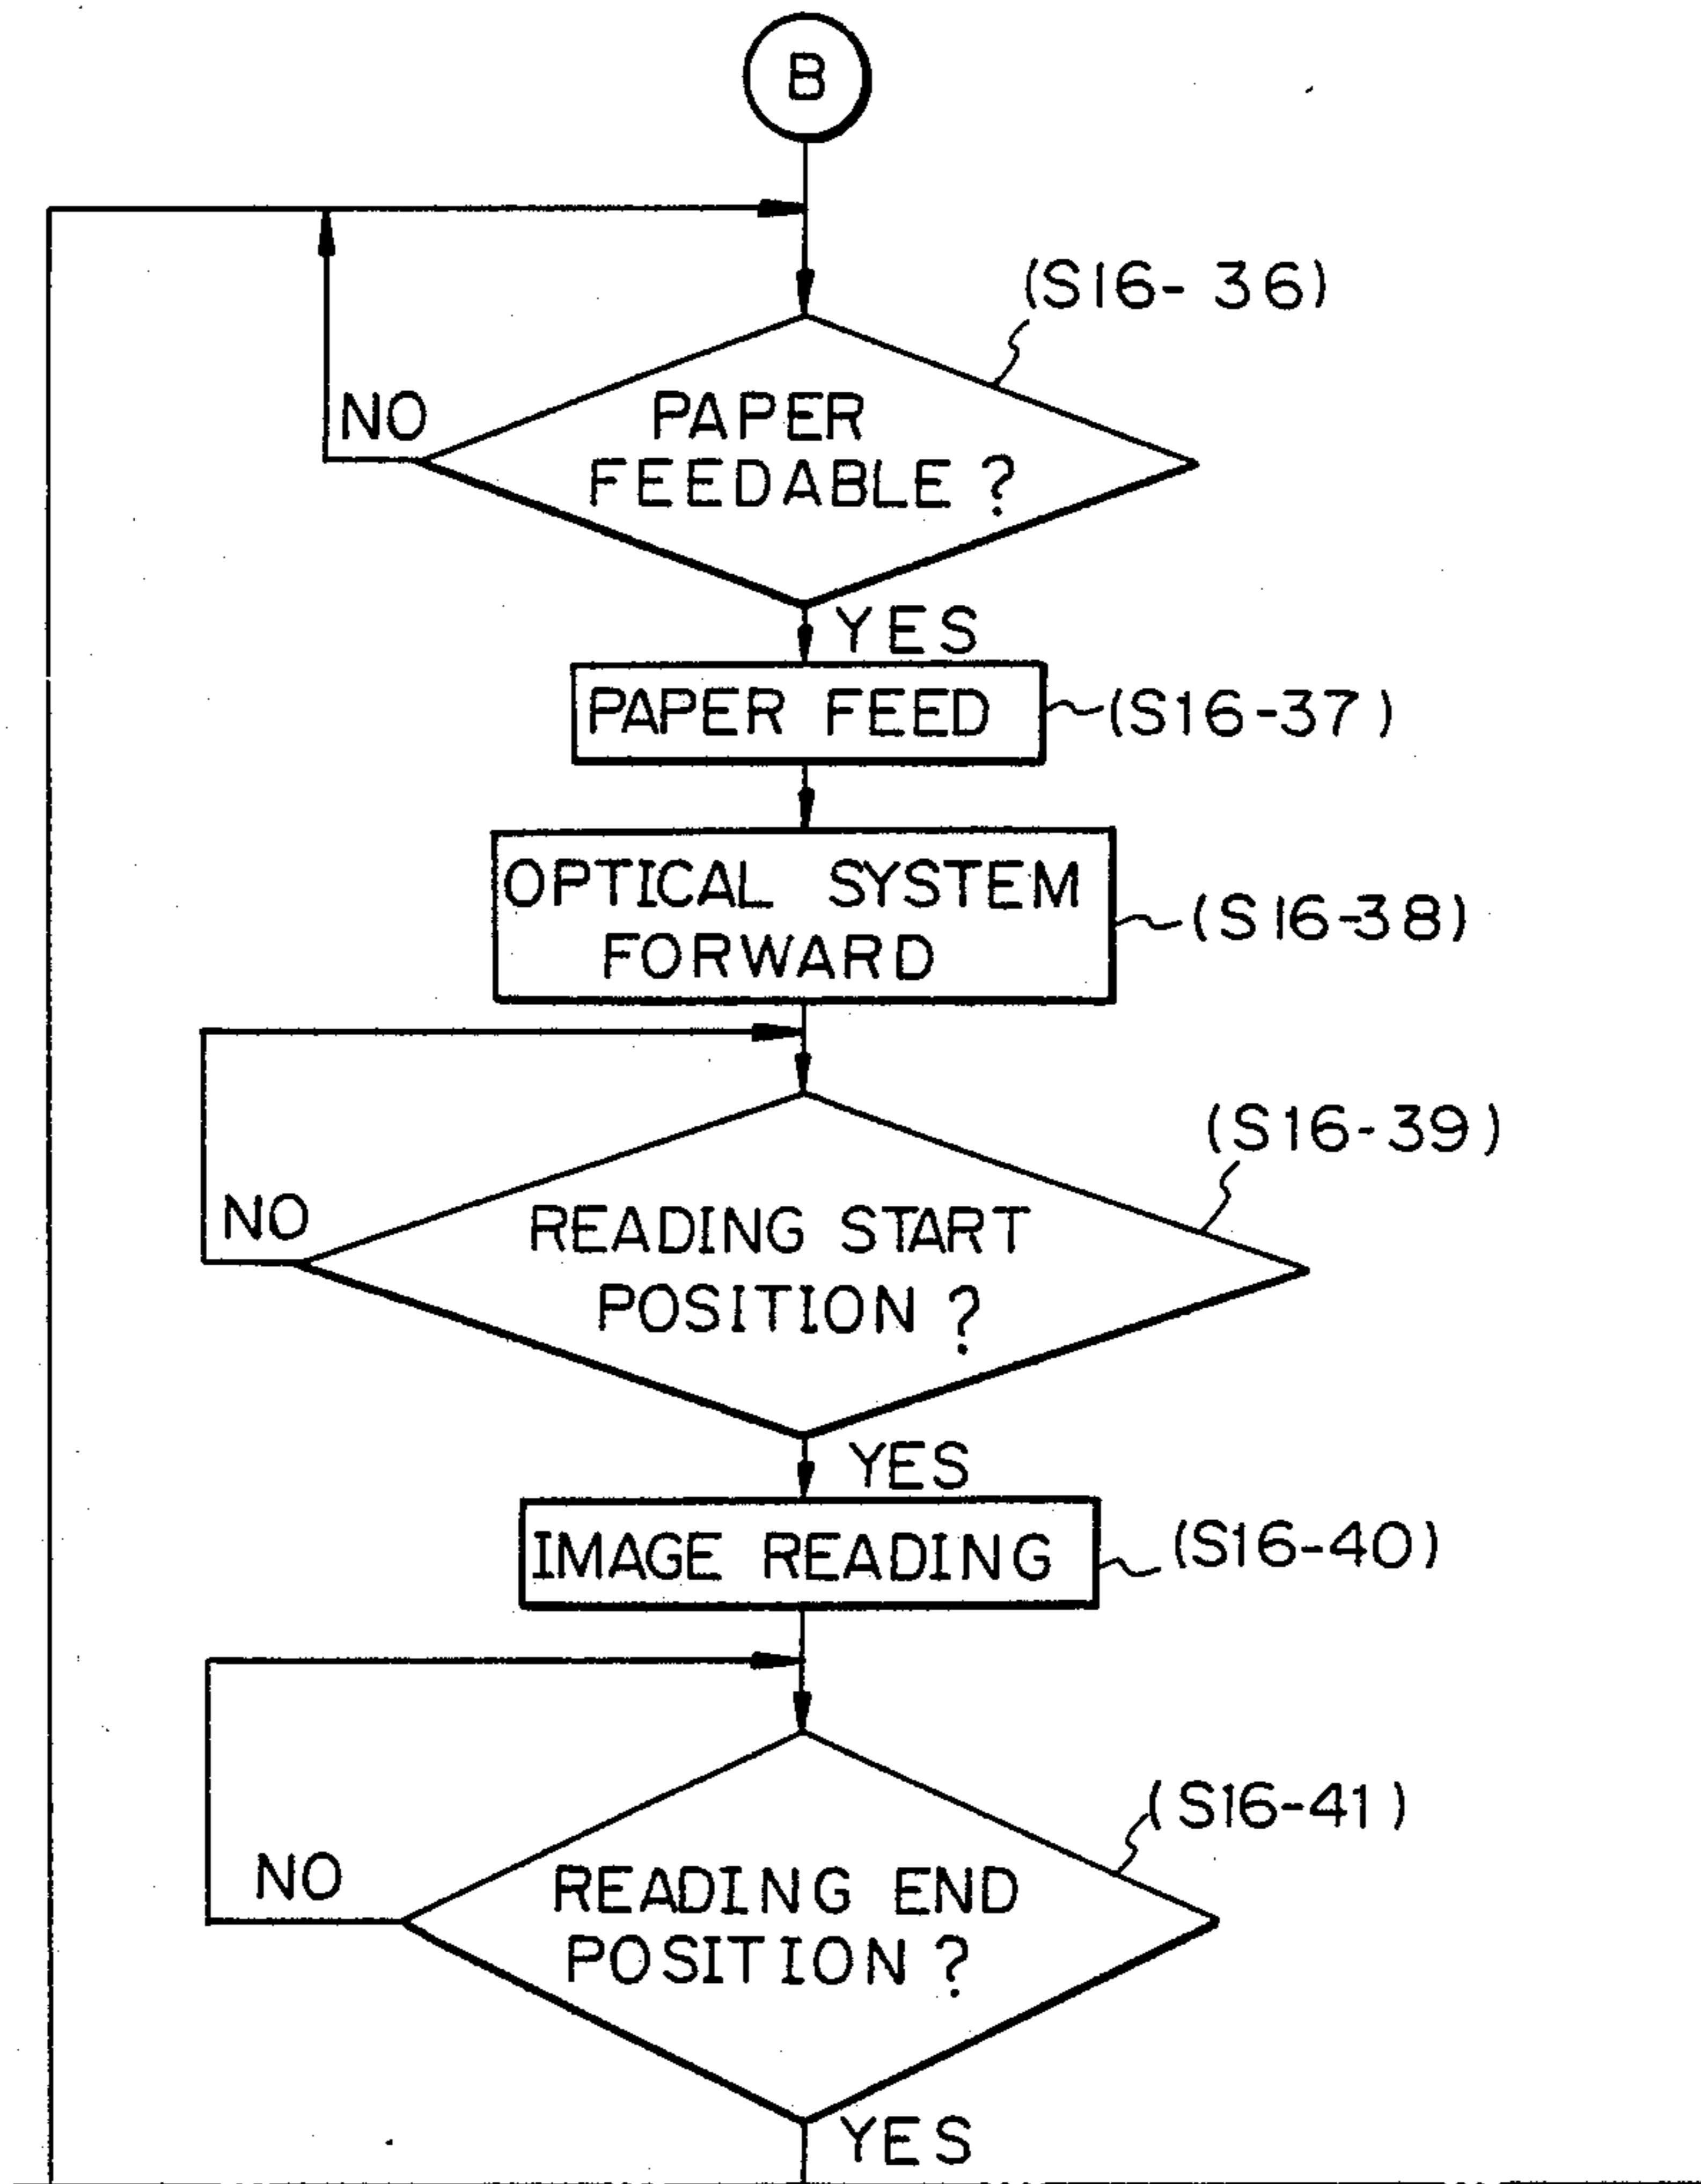 B
(S16-36)
NO
PAPER
FEEDABLE ?
YES
PAPER FEED
(S16-37)
OPTICAL SYSTEM
FORWARD
(S16-38)
(S16-39)
NO
READING START
POSITION ?
YES
IMAGE READING
(S16-40)
(S16-41)
NO
READING END
POSITION ?
YES